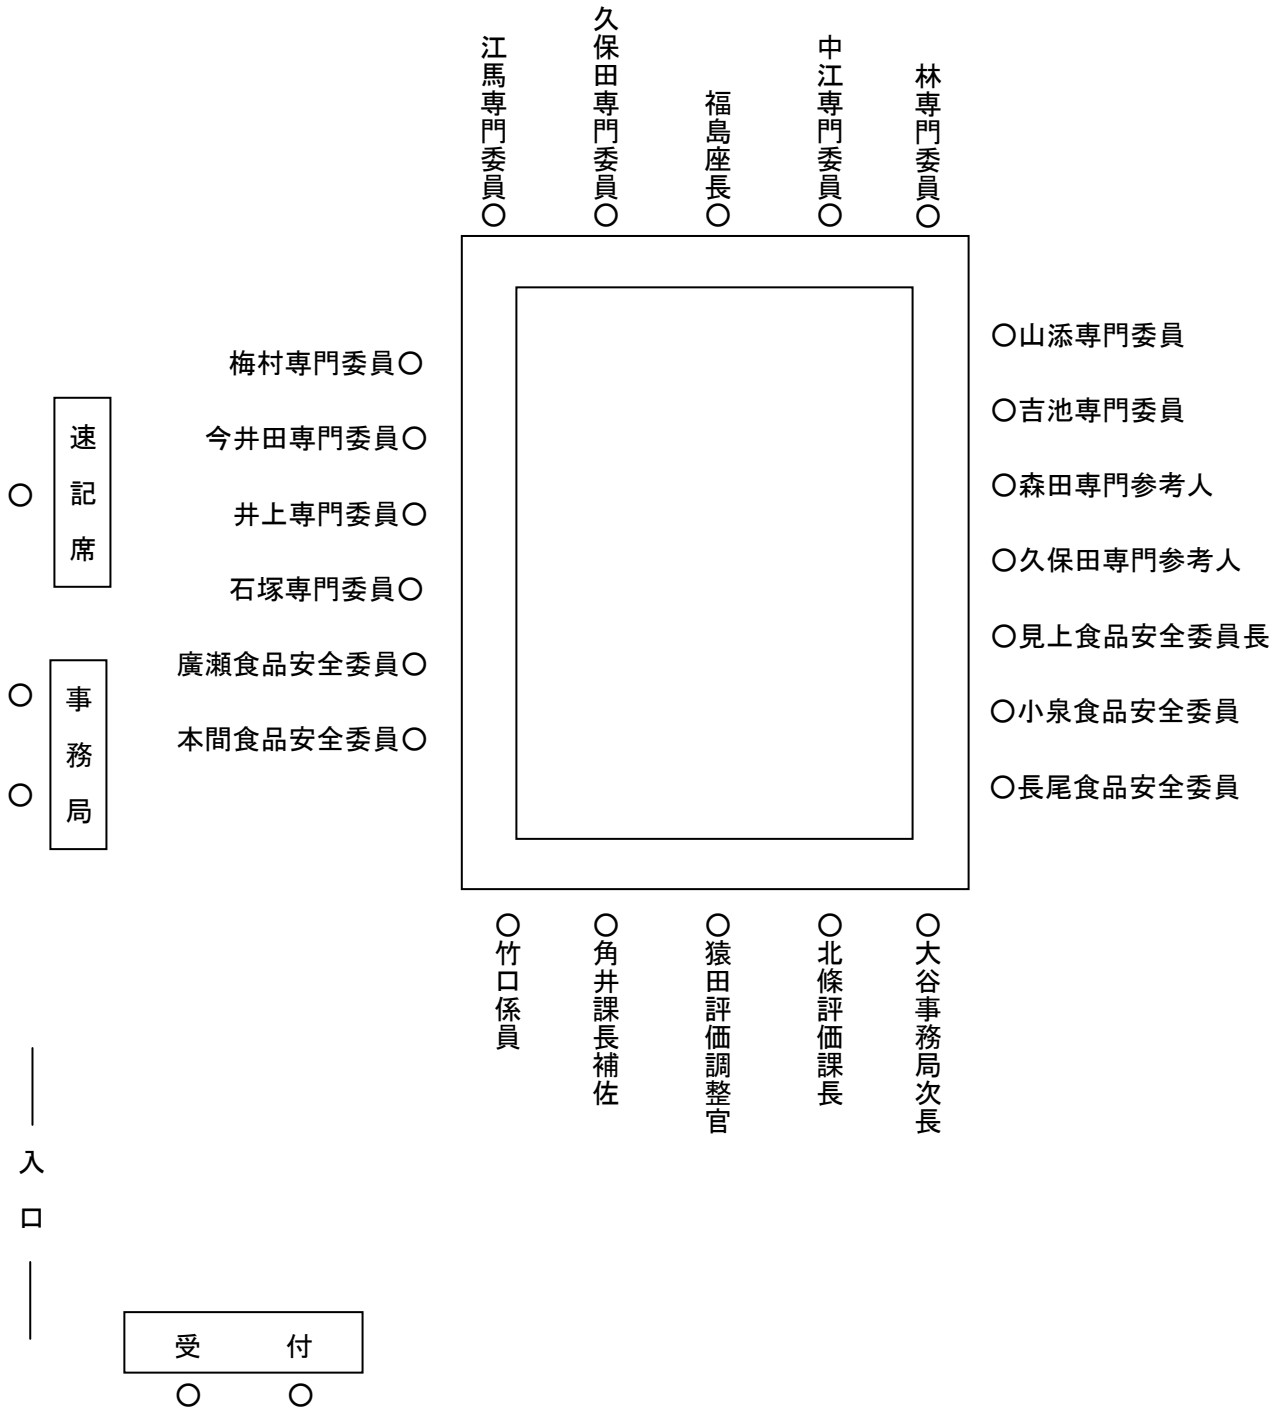 江馬専門委員○
久保田専門委員○
福島座長○
中江専門委員○
林専門委員○
梅村専門委員○
今井田専門委員○
井上専門委員○
石塚専門委員○
廣瀬食品安全委員○
本間食品安全委員○
○山添専門委員
○吉池専門委員
○森田専門参考人
○久保田専門参考人
○見上食品安全委員長
○小泉食品安全委員
○長尾食品安全委員
速記席
○
事務局
○
○
○竹口係員
○角井課長補佐
○猿田評価調整官
○北條評価課長
○大谷事務局次長
入口
受　付
○　○